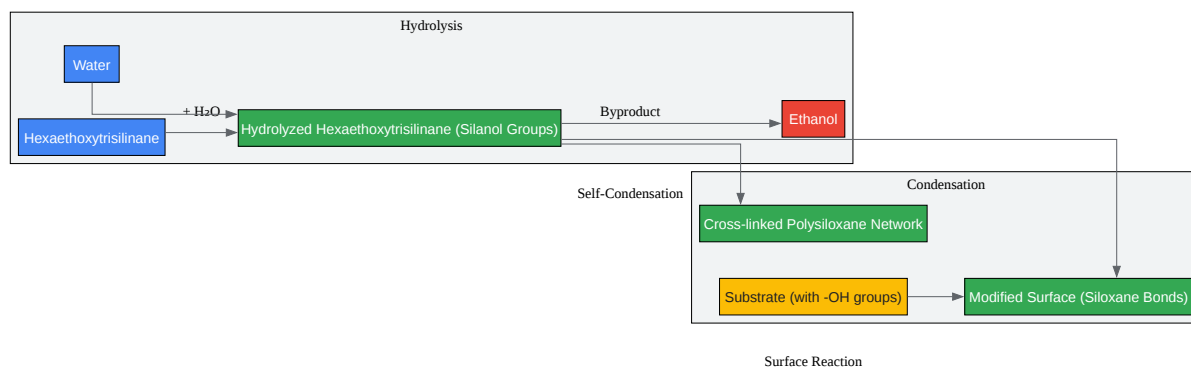 Hydrolysis
Water
+ H₂O
Hexaethoxytrisilinane
Hydrolyzed Hexaethoxytrisilinane (Silanol Groups)
Byproduct
Ethanol
Self-Condensation
Condensation
Cross-linked Polysiloxane Network
Substrate (with -OH groups)
Modified Surface (Siloxane Bonds)
Surface Reaction